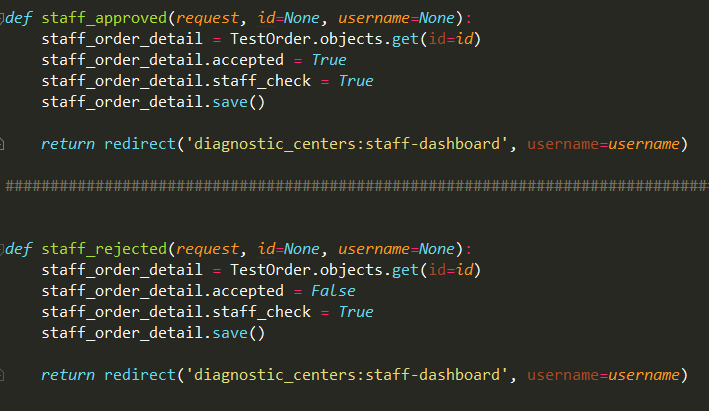 def staff_approved(request, id=None, username=None):
    staff_order_detail = TestOrder.objects.get(id=id)
    staff_order_detail.accepted = True
    staff_order_detail.staff_check = True
    staff_order_detail.save()
    return redirect('diagnostic_centers:staff-dashboard', username=username)
##############################################################################
def staff_rejected(request, id=None, username=None):
    staff_order_detail = TestOrder.objects.get(id=id)
    staff_order_detail.accepted = False
    staff_order_detail.staff_check = True
    staff_order_detail.save()
    return redirect('diagnostic_centers:staff-dashboard', username=username)